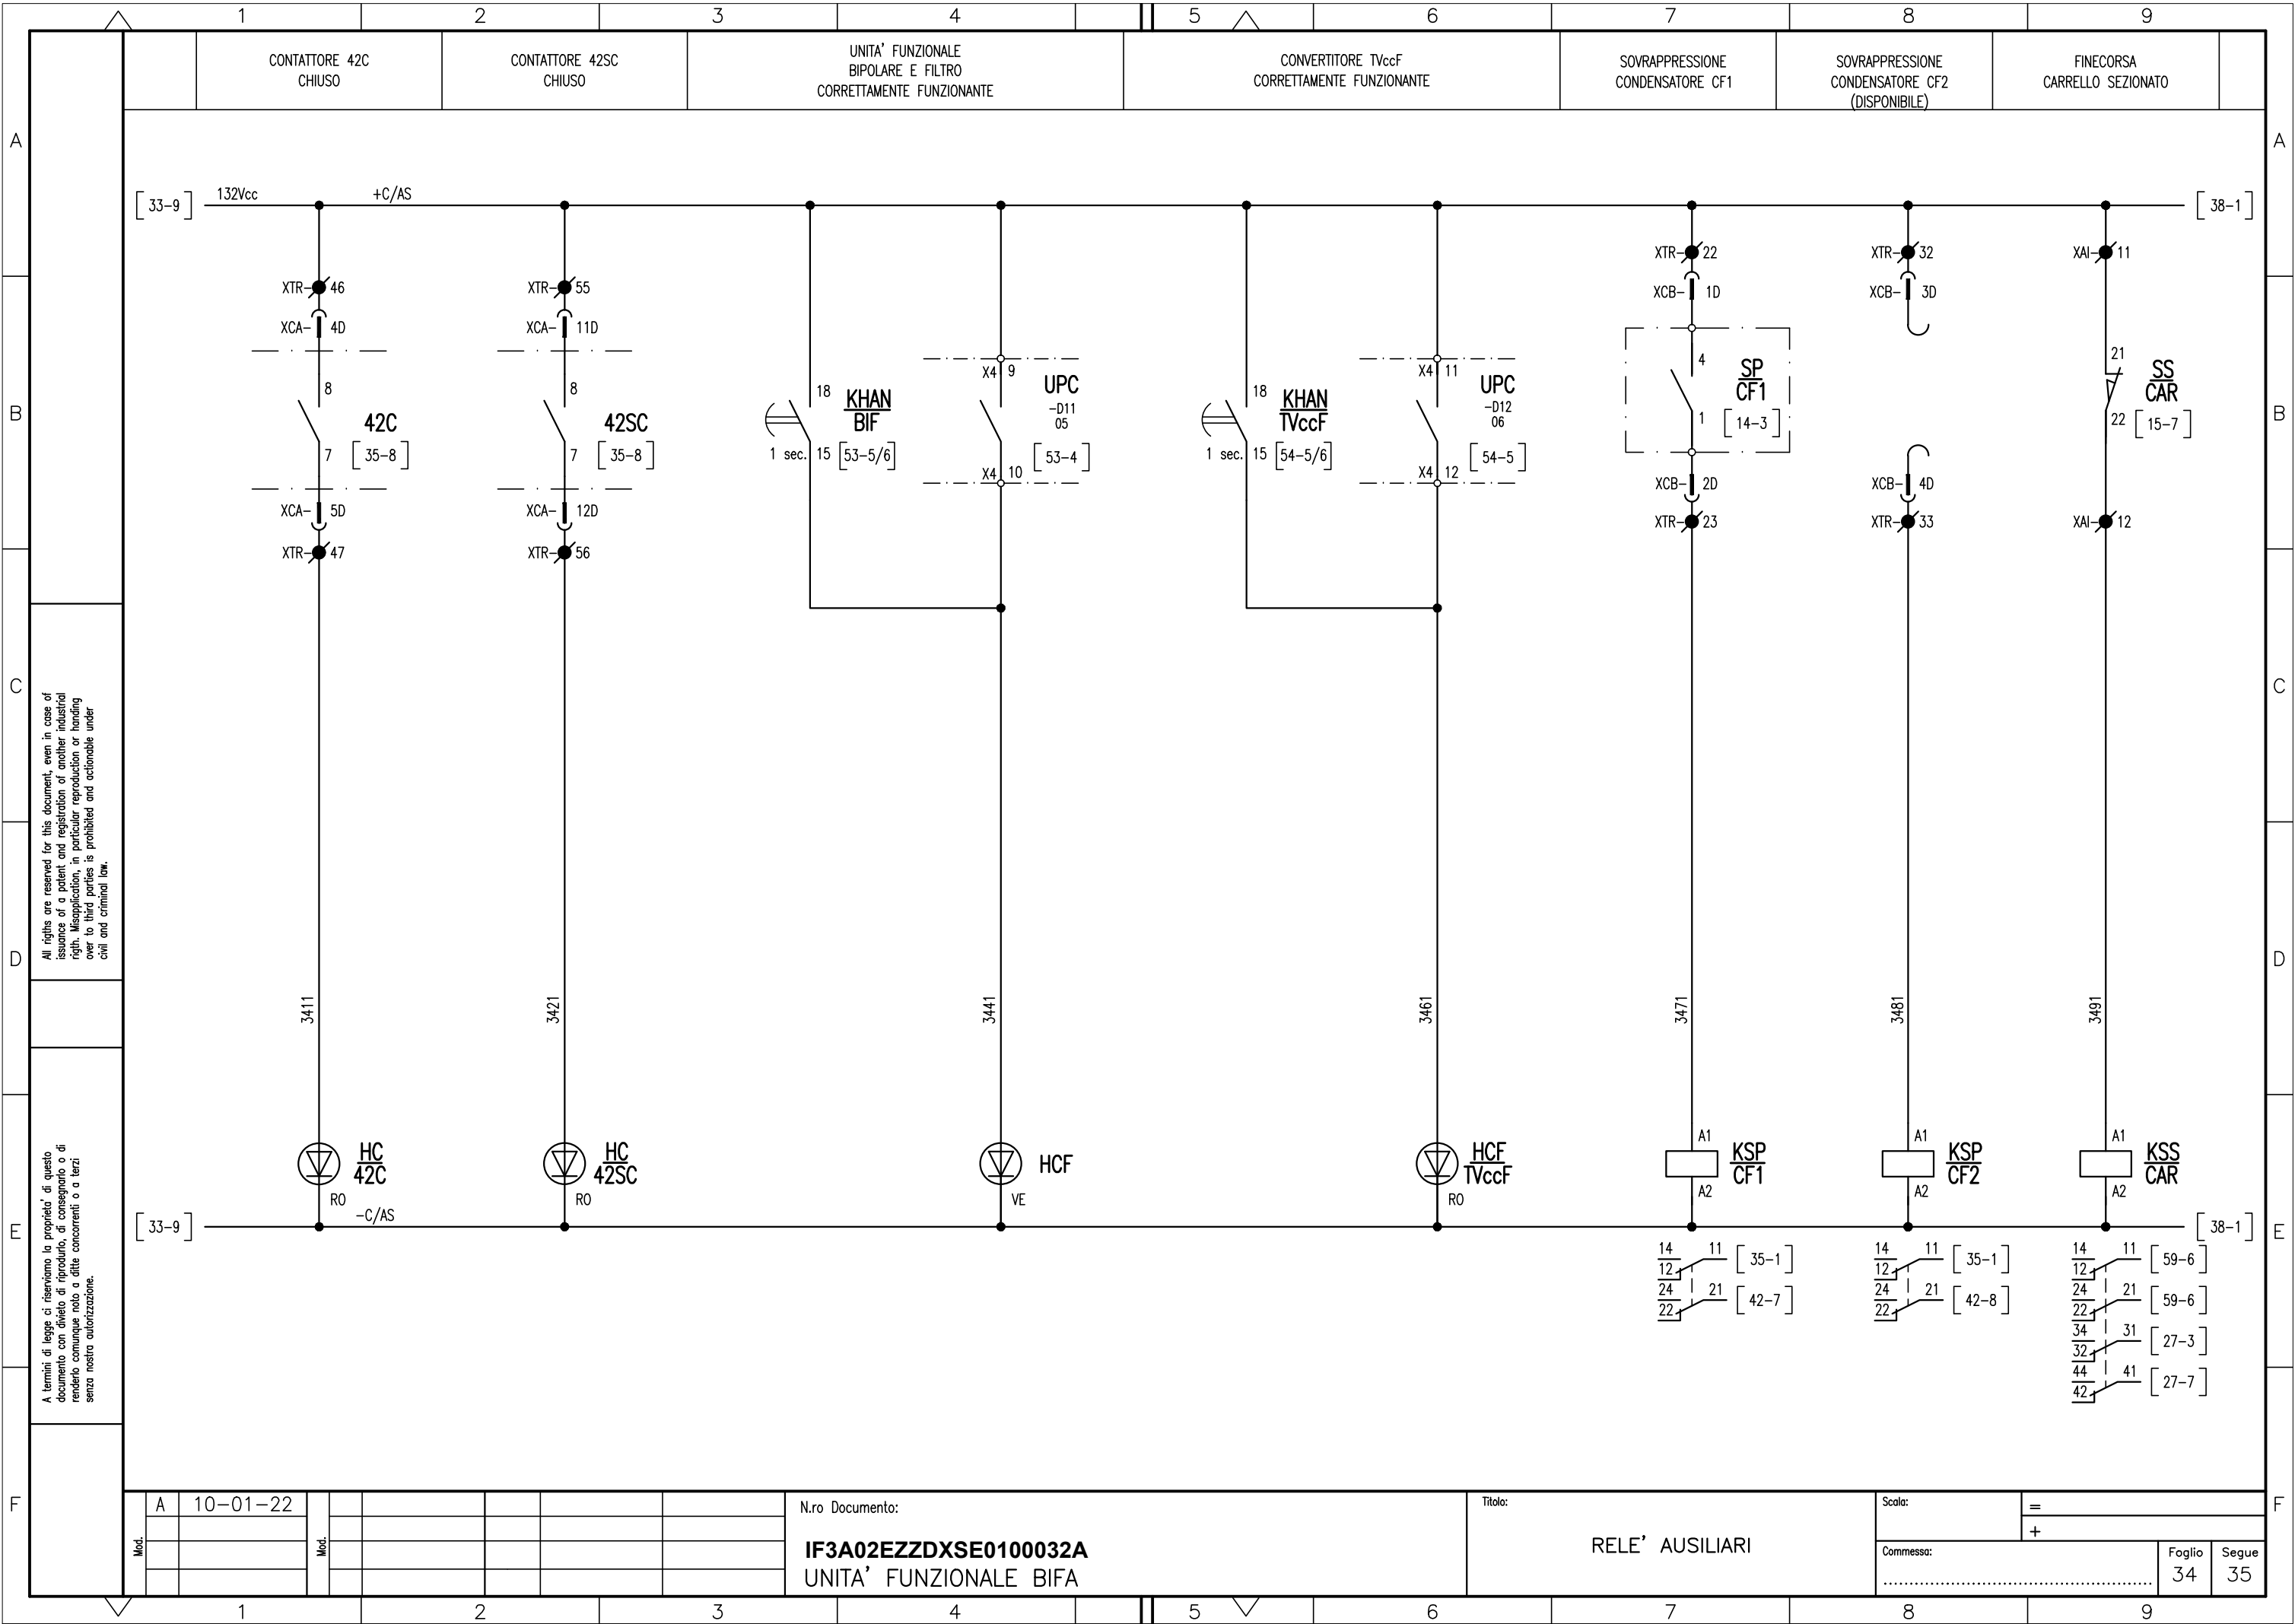 1 2 3 4 5 6 7 8 9
CONTATTORE 42C
CHIUSO
CONTATTORE 42SC
CHIUSO
UNITA' FUNZIONALE
BIPOLARE E FILTRO
CORRETTAMENTE FUNZIONANTE
CONVERTITORE TVccF
CORRETTAMENTE FUNZIONANTE
SOVRAPPRESSIONE
CONDENSATORE CF1
SOVRAPPRESSIONE
CONDENSATORE CF2
(DISPONIBILE)
FINECORSA
CARRELLO SEZIONATO
A A
33-9 132Vcc +C/AS 38-1
XTR- 46
XCA- 4D
8
42C
7 35-8
XCA- 5D
XTR- 47
XTR- 55
XCA- 11D
8
42SC
7 35-8
XCA- 12D
XTR- 56
18
KHAN
BIF
1 sec. 15 53-5/6
X4 9
UPC
-D11
05
53-4
X4 10
18
KHAN
TVccF
1 sec. 15 54-5/6
X4 11
UPC
-D12
06
54-5
X4 12
XTR- 22
XCB- 1D
4
SP
CF1
1 14-3
XCB- 2D
XTR- 23
XTR- 32
XCB- 3D
XCB- 4D
XTR- 33
XAI- 11
21
SS
CAR
22 15-7
XAI- 12
B B
C C
D D
3411 3421 3441 3461 3471 3481 3491
HC
42C
RO
HC
42SC
RO
HCF
VE
HCF
TVccF
RO
A1
KSP
CF1
A2
A1
KSP
CF2
A2
A1
KSS
CAR
A2
E E
33-9 -C/AS 38-1
14 11 35-1
12
24 21 42-7
22
14 11 35-1
12
24 21 42-8
22
14 11 59-6
12
24 21 59-6
22
34 31 27-3
32
44 41 27-7
42
All rigths are reserved for this document, even in case of
issuance of a patent and registration of another industrial
rigth. Misapplication, in particular reproduction or handing
over to third parties is prohibited and actionable under
civil and criminal law.
A termini di legge ci riserviamo la proprieta' di questo
documento con divieto di riprodurlo, di consegnarlo o di
renderlo comunque noto a ditte concorrenti o a terzi
senza nostra autorizzazione.
F F
Mod. A 10-01-22 Mod.
N.ro Documento:
IF3A02EZZDXSE0100032A
UNITA' FUNZIONALE BIFA
Titolo:
RELE' AUSILIARI
Scala:
=
+
Commessa:
Foglio
34
Segue
35
1 2 3 4 5 6 7 8 9